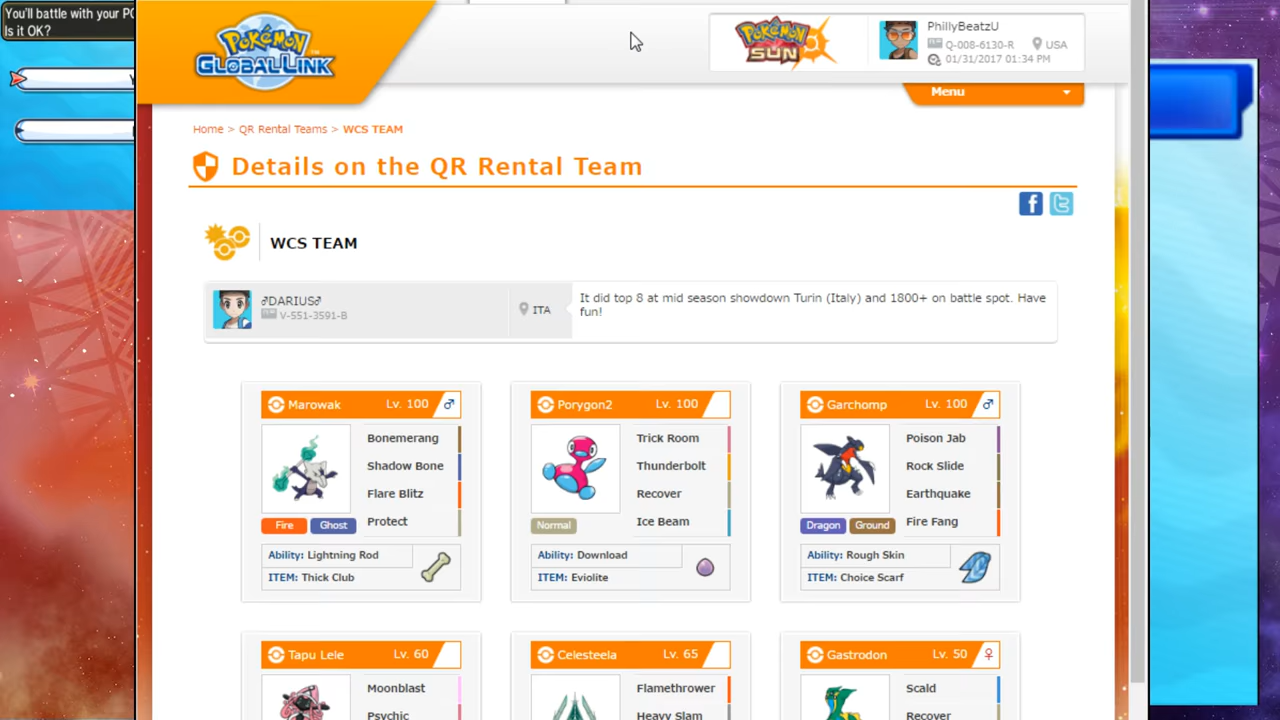 You'll battle with your
Is it OK?
POKÉMON
GLOBAL LINK
POKÉMON
SUN
PhillyBeatzU
Q-008-6130-R USA
01/31/2017 01:34 PM
Menu
Home > QR Rental Teams > WCS TEAM
Details on the QR Rental Team
WCS TEAM
♂DARIUS♂
V-551-3591-B
ITA
It did top 8 at mid season showdown Turin (Italy) and 1800+ on battle spot. Have
fun!
Marowak Lv. 100 ♂
Bonemerang
Shadow Bone
Flare Blitz
Protect
Fire Ghost
Ability: Lightning Rod
ITEM: Thick Club
Porygon2 Lv. 100
Trick Room
Thunderbolt
Recover
Ice Beam
Normal
Ability: Download
ITEM: Eviolite
Garchomp Lv. 100 ♂
Poison Jab
Rock Slide
Earthquake
Fire Fang
Dragon Ground
Ability: Rough Skin
ITEM: Choice Scarf
Tapu Lele Lv. 60
Moonblast
Psychic
Celesteela Lv. 65
Flamethrower
Heavy Slam
Gastrodon Lv. 50 ♀
Scald
Recover